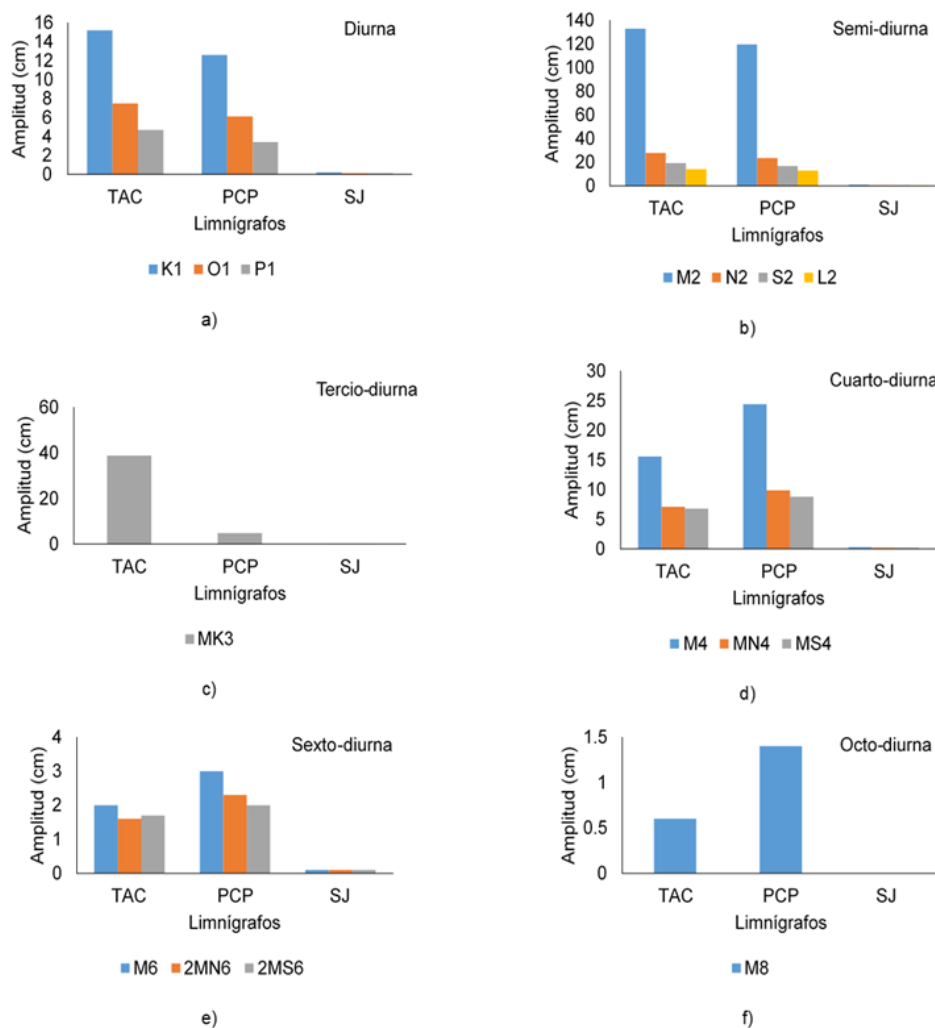 Diurna
Amplitud (cm)
16
14
12
10
8
6
4
2
0
TAC PCP SJ
Limnígrafos
K1 O1 P1
a)
Semi-diurna
Amplitud (cm)
140
120
100
80
60
40
20
0
TAC PCP SJ
Limnígrafos
M2 N2 S2 L2
b)
Tercio-diurna
Amplitud (cm)
60
40
20
0
TAC PCP SJ
Limnígrafos
MK3
c)
Cuarto-diurna
Amplitud (cm)
30
25
20
15
10
5
0
TAC PCP SJ
Limnígrafos
M4 MN4 MS4
d)
Sexto-diurna
Amplitud (cm)
4
3
2
1
0
TAC PCP SJ
Limnígrafos
M6 2MN6 2MS6
e)
Octo-diurna
Amplitud (cm)
1.5
1
0.5
0
TAC PCP SJ
Limnígrafos
M8
f)